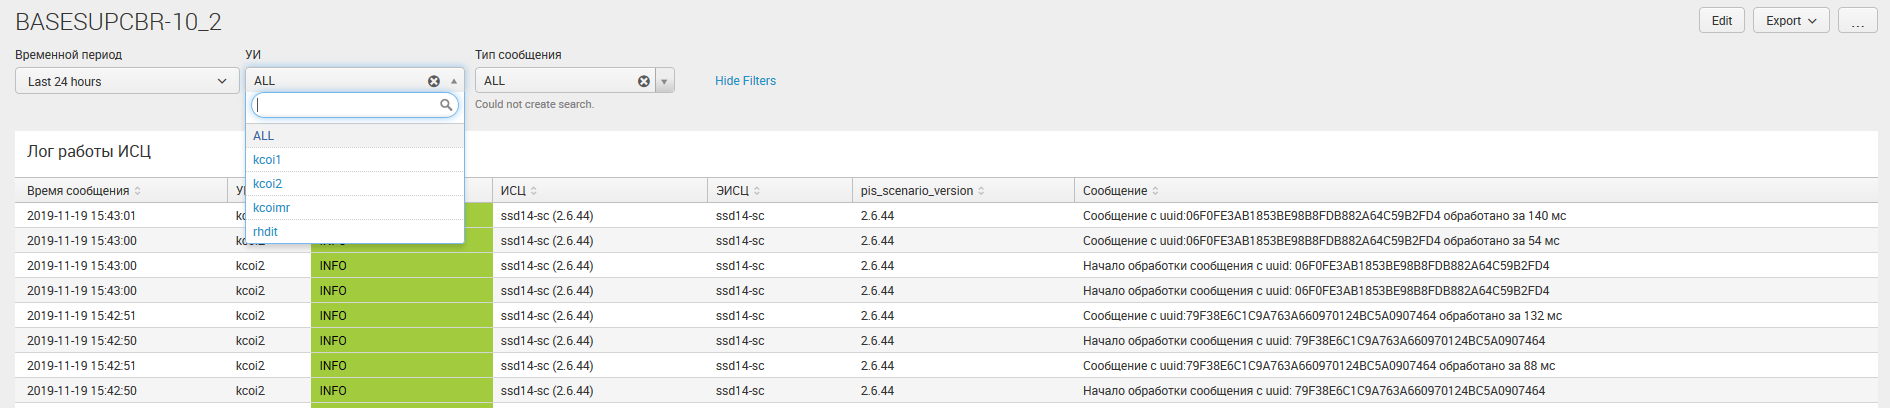 BASESUPCBR-10_2
Edit
Export
...
Временной период
УИ
Тип сообщения
Last 24 hours
ALL
ALL
Hide Filters
Could not create search.
ALL
kcoi1
kcoi2
kcoimr
rhdit
Лог работы ИСЦ
Время сообщения ИСЦ ЭИСЦ pis_scenario_version Сообщение
2019-11-19 15:43:01 ssd14-sc (2.6.44) ssd14-sc 2.6.44 Сообщение с uuid:06F0FE3AB1853BE98B8FDB882A64C59B2FD4 обработано за 140 мс
2019-11-19 15:43:00 ssd14-sc (2.6.44) ssd14-sc 2.6.44 Сообщение с uuid:06F0FE3AB1853BE98B8FDB882A64C59B2FD4 обработано за 54 мс
2019-11-19 15:43:00 kcoi2 INFO ssd14-sc (2.6.44) ssd14-sc 2.6.44 Начало обработки сообщения с uuid: 06F0FE3AB1853BE98B8FDB882A64C59B2FD4
2019-11-19 15:43:00 kcoi2 INFO ssd14-sc (2.6.44) ssd14-sc 2.6.44 Начало обработки сообщения с uuid: 06F0FE3AB1853BE98B8FDB882A64C59B2FD4
2019-11-19 15:42:51 kcoi2 INFO ssd14-sc (2.6.44) ssd14-sc 2.6.44 Сообщение с uuid:79F38E6C1C9A763A660970124BC5A0907464 обработано за 132 мс
2019-11-19 15:42:50 kcoi2 INFO ssd14-sc (2.6.44) ssd14-sc 2.6.44 Начало обработки сообщения с uuid: 79F38E6C1C9A763A660970124BC5A0907464
2019-11-19 15:42:51 kcoi2 INFO ssd14-sc (2.6.44) ssd14-sc 2.6.44 Сообщение с uuid:79F38E6C1C9A763A660970124BC5A0907464 обработано за 88 мс
2019-11-19 15:42:50 kcoi2 INFO ssd14-sc (2.6.44) ssd14-sc 2.6.44 Начало обработки сообщения с uuid: 79F38E6C1C9A763A660970124BC5A0907464